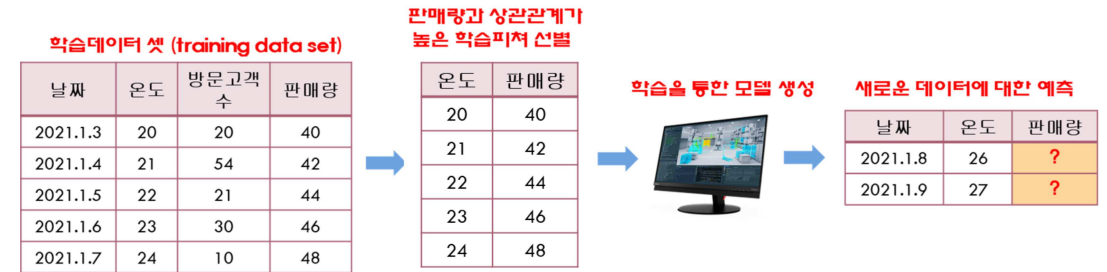 학습데이터 셋 (training data set)
날짜 온도 방문고객수 판매량
2021.1.3 20 20 40
2021.1.4 21 54 42
2021.1.5 22 21 44
2021.1.6 23 30 46
2021.1.7 24 10 48
판매량과 상관관계가
높은 학습피쳐 선별
온도 판매량
20 40
21 42
22 44
23 46
24 48
학습을 통한 모델 생성
새로운 데이터에 대한 예측
날짜 온도 판매량
2021.1.8 26 ?
2021.1.9 27 ?